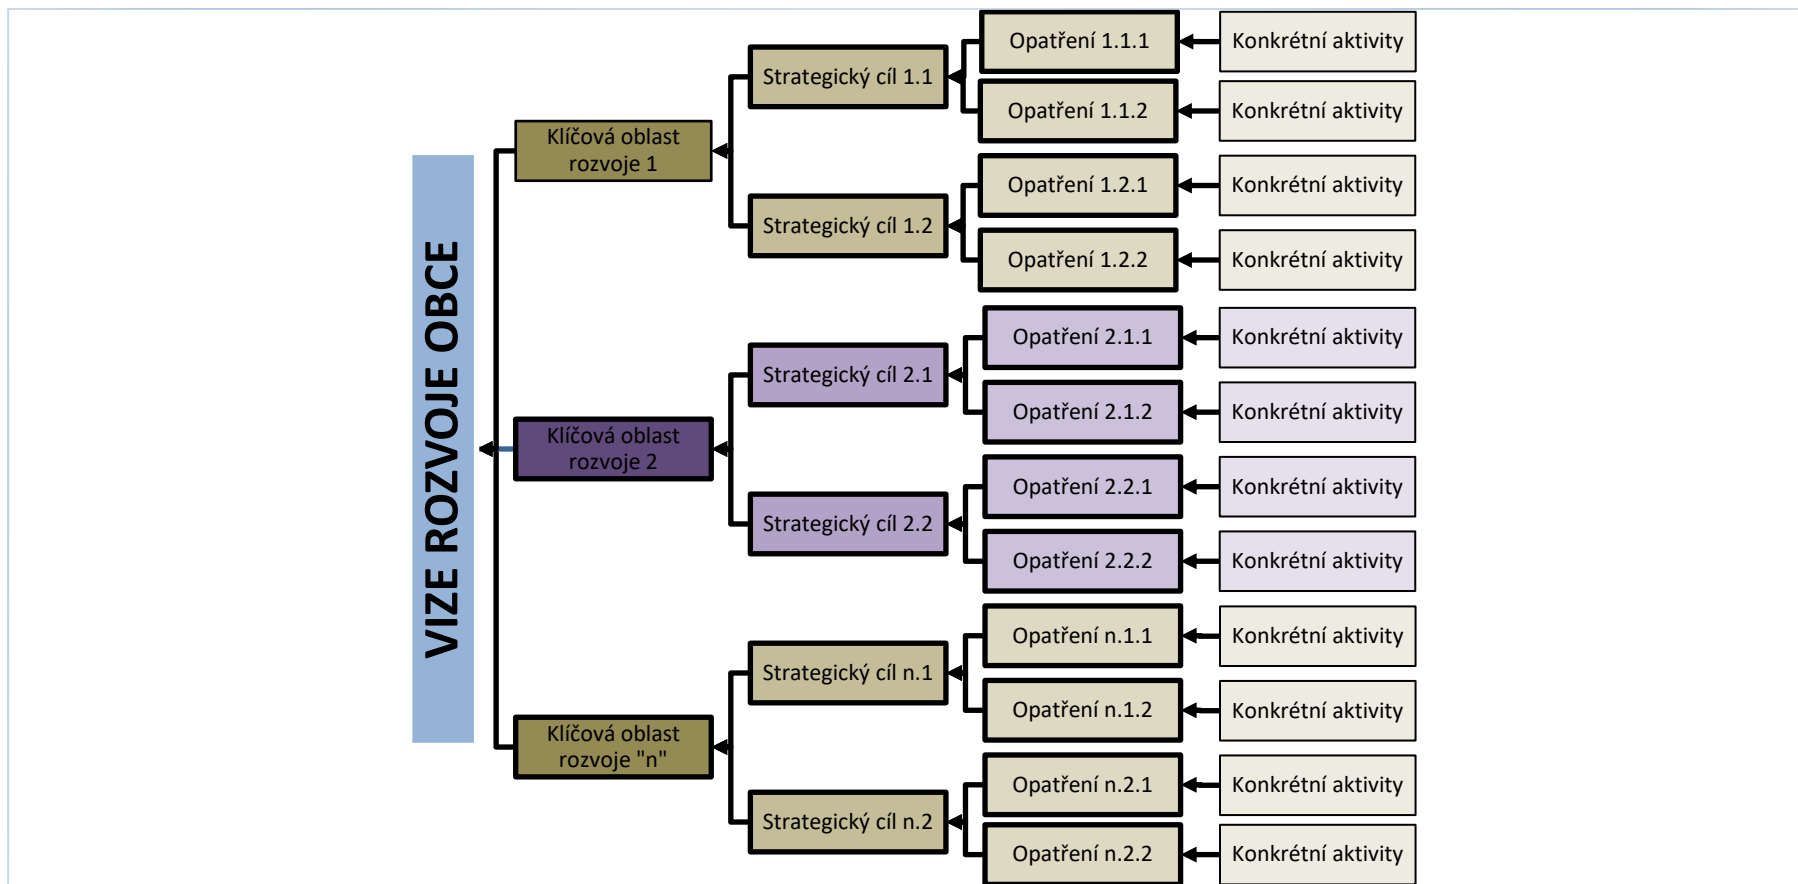 VIZE ROZVOJE OBCE
Klíčová oblast
rozvoje 1
Strategický cíl 1.1
Opatření 1.1.1
Konkrétní aktivity
Opatření 1.1.2
Konkrétní aktivity
Strategický cíl 1.2
Opatření 1.2.1
Konkrétní aktivity
Opatření 1.2.2
Konkrétní aktivity
Klíčová oblast
rozvoje 2
Strategický cíl 2.1
Opatření 2.1.1
Konkrétní aktivity
Opatření 2.1.2
Konkrétní aktivity
Strategický cíl 2.2
Opatření 2.2.1
Konkrétní aktivity
Opatření 2.2.2
Konkrétní aktivity
Klíčová oblast
rozvoje "n"
Strategický cíl n.1
Opatření n.1.1
Konkrétní aktivity
Opatření n.1.2
Konkrétní aktivity
Strategický cíl n.2
Opatření n.2.1
Konkrétní aktivity
Opatření n.2.2
Konkrétní aktivity